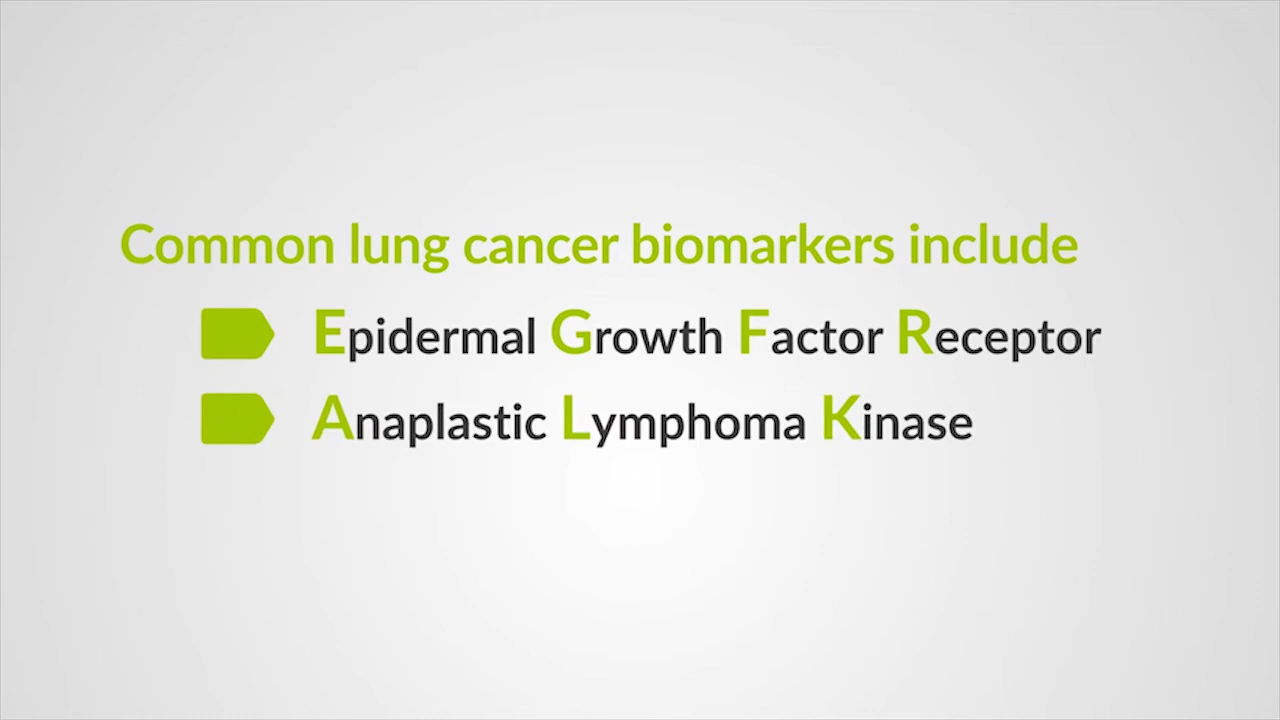 Common lung cancer biomarkers include
Epidermal Growth Factor Receptor
Anaplastic Lymphoma Kinase